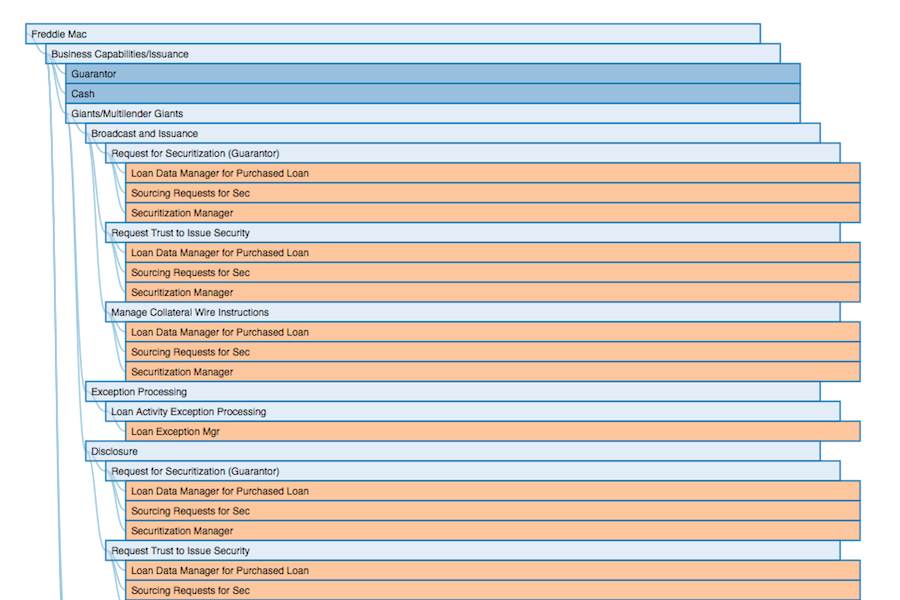 Freddie Mac
Business Capabilities/Issuance
Guarantor
Cash
Giants/Multilender Giants
Broadcast and Issuance
Request for Securitization (Guarantor)
Loan Data Manager for Purchased Loan
Sourcing Requests for Sec
Securitization Manager
Request Trust to Issue Security
Loan Data Manager for Purchased Loan
Sourcing Requests for Sec
Securitization Manager
Manage Collateral Wire Instructions
Loan Data Manager for Purchased Loan
Sourcing Requests for Sec
Securitization Manager
Exception Processing
Loan Activity Exception Processing
Loan Exception Mgr
Disclosure
Request for Securitization (Guarantor)
Loan Data Manager for Purchased Loan
Sourcing Requests for Sec
Securitization Manager
Request Trust to Issue Security
Loan Data Manager for Purchased Loan
Sourcing Requests for Sec